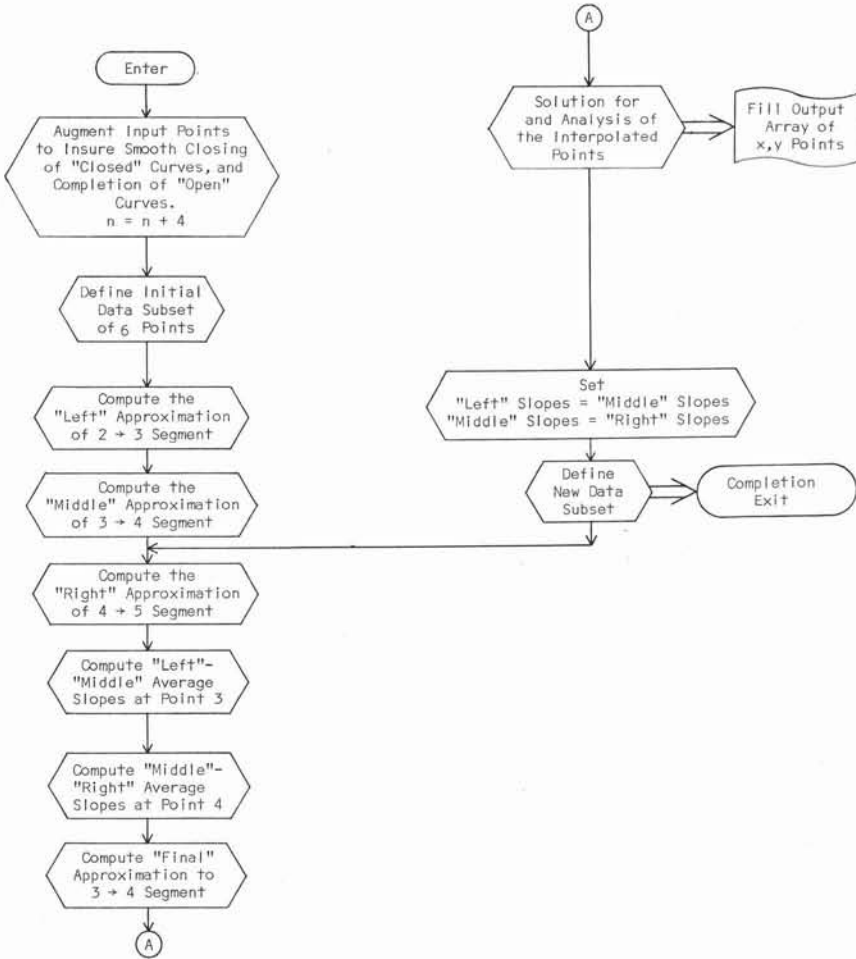 Enter
Augment Input Points
to Insure Smooth Closing
of "Closed" Curves, and
Completion of "Open"
Curves.
n = n + 4
Define Initial
Data Subset
of 6 Points
Compute the
"Left" Approximation
of 2 → 3 Segment
Compute the
"Middle" Approximation
of 3 → 4 Segment
Compute the
"Right" Approximation
of 4 → 5 Segment
Compute "Left"-
"Middle" Average
Slopes at Point 3
Compute "Middle"-
"Right" Average
Slopes at Point 4
Compute "Final"
Approximation to
3 → 4 Segment
A
A
Solution for
and Analysis of
the Interpolated
Points
Fill Output
Array of
x,y Points
Set
"Left" Slopes = "Middle" Slopes
"Middle" Slopes = "Right" Slopes
Define
New Data
Subset
Completion
Exit